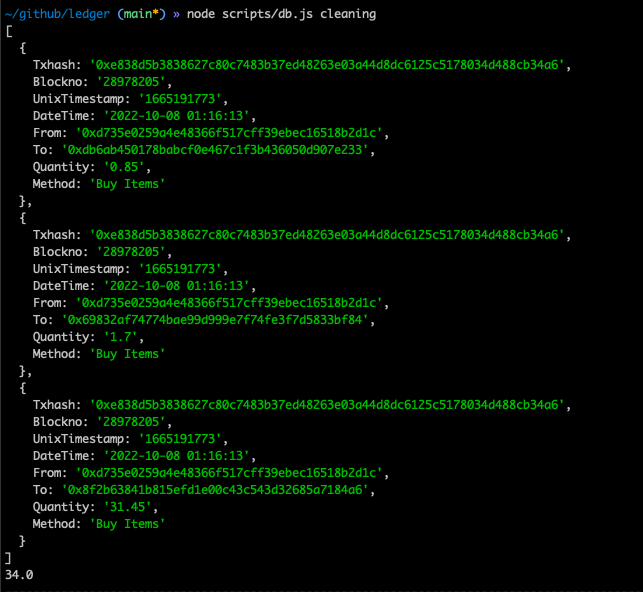 ~/github/ledger (main*) » node scripts/db.js cleaning
[
  {
    Txhash: '0xe838d5b3838627c80c7483b37ed48263e03a44d8dc6125c5178034d488cb34a6',
    Blockno: '28978205',
    UnixTimestamp: '1665191773',
    DateTime: '2022-10-08 01:16:13',
    From: '0xd735e0259a4e48366f517cff39ebec16518b2d1c',
    To: '0xdb6ab450178babcf0e467c1f3b436050d907e233',
    Quantity: '0.85',
    Method: 'Buy Items'
  },
  {
    Txhash: '0xe838d5b3838627c80c7483b37ed48263e03a44d8dc6125c5178034d488cb34a6',
    Blockno: '28978205',
    UnixTimestamp: '1665191773',
    DateTime: '2022-10-08 01:16:13',
    From: '0xd735e0259a4e48366f517cff39ebec16518b2d1c',
    To: '0x69832af74774bae99d999e7f74fe3f7d5833bf84',
    Quantity: '1.7',
    Method: 'Buy Items'
  },
  {
    Txhash: '0xe838d5b3838627c80c7483b37ed48263e03a44d8dc6125c5178034d488cb34a6',
    Blockno: '28978205',
    UnixTimestamp: '1665191773',
    DateTime: '2022-10-08 01:16:13',
    From: '0xd735e0259a4e48366f517cff39ebec16518b2d1c',
    To: '0x8f2b63841b815efd1e00c43c543d32685a7184a6',
    Quantity: '31.45',
    Method: 'Buy Items'
  }
]
34.0